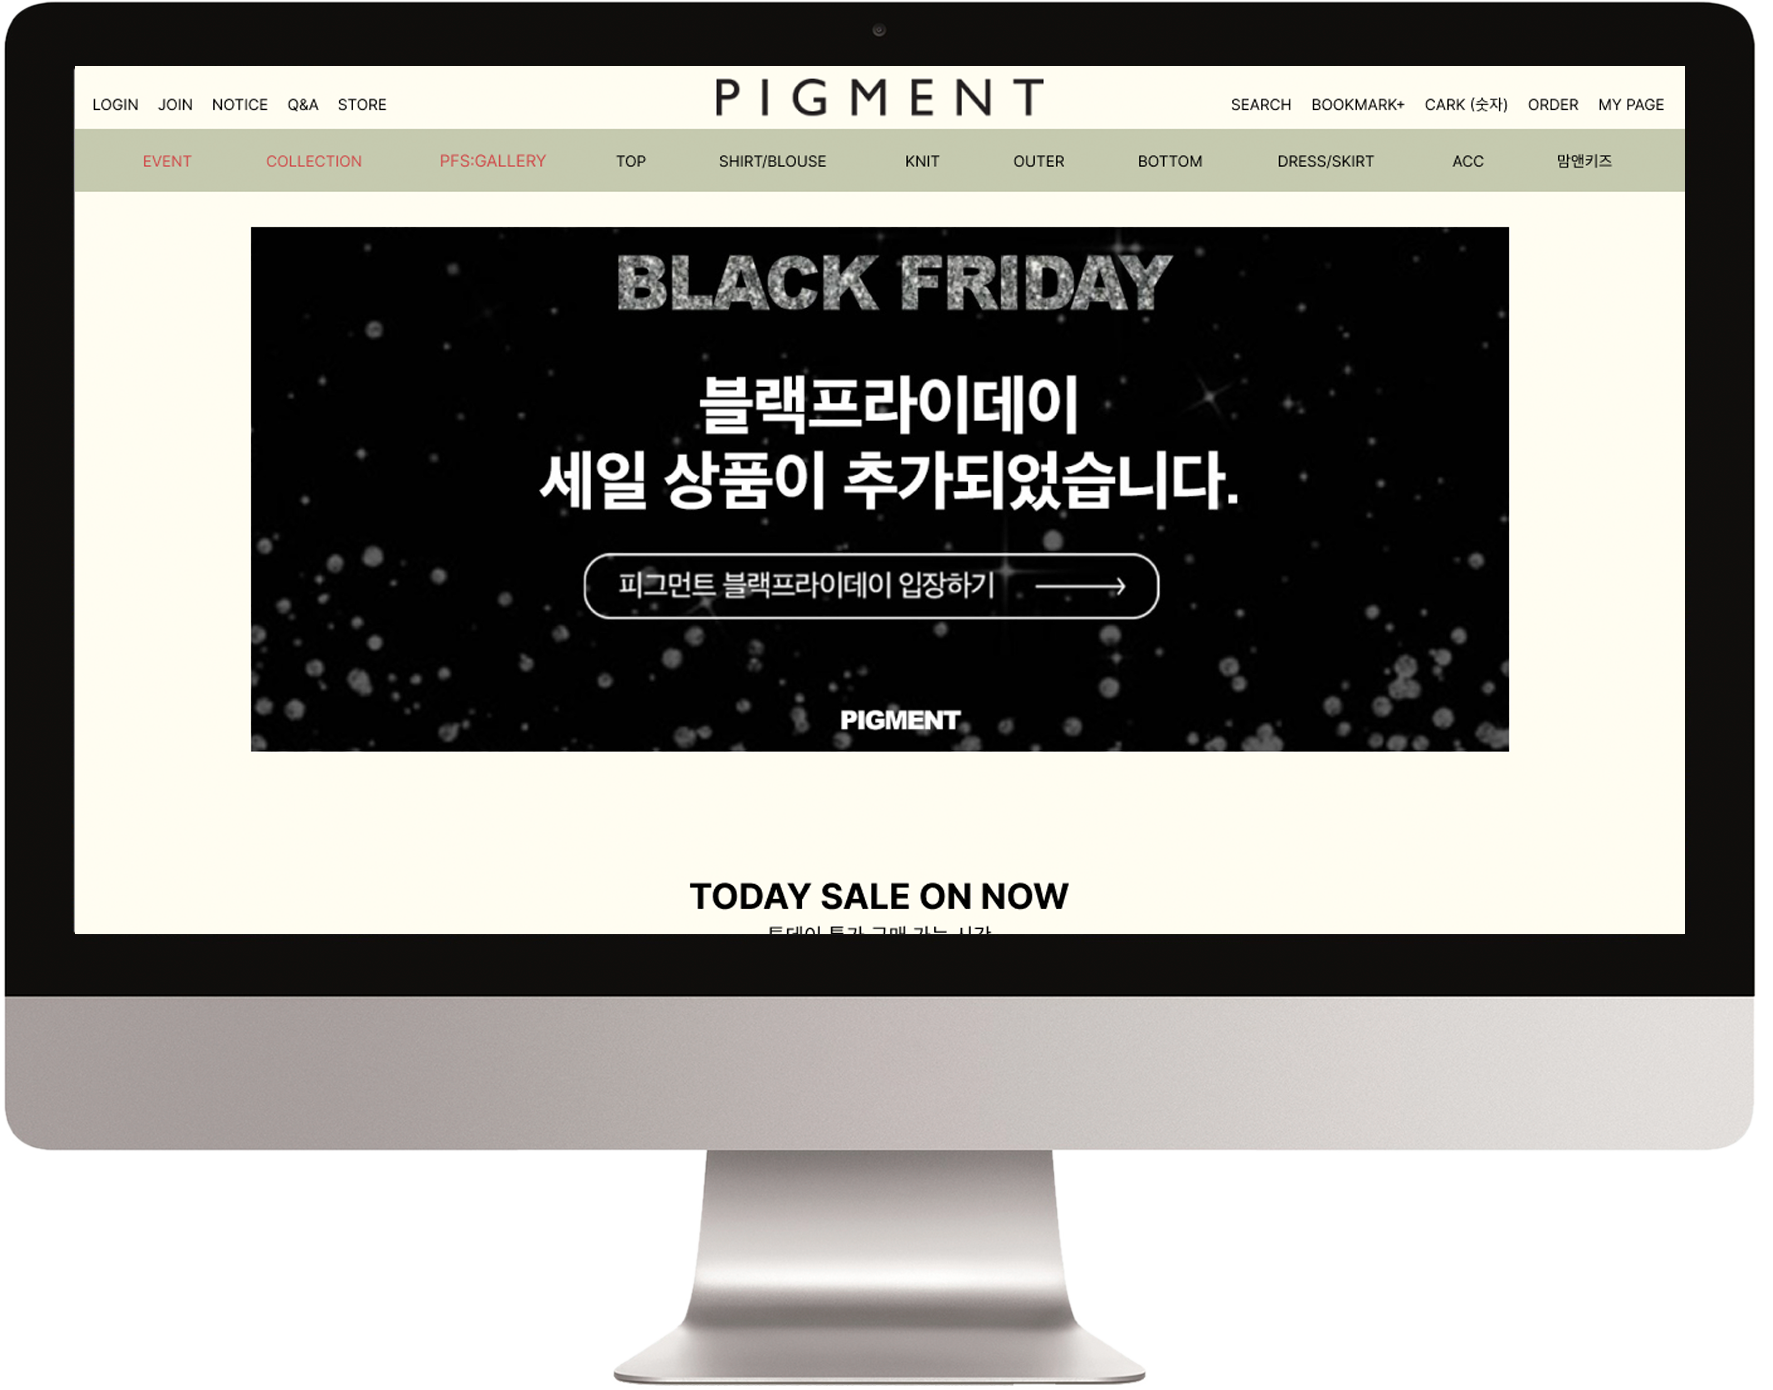 LOGIN JOIN NOTICE Q&A STORE
PIGMENT
SEARCH BOOKMARK+ CARK (숫자) ORDER MY PAGE
EVENT COLLECTION PFS:GALLERY TOP SHIRT/BLOUSE KNIT OUTER BOTTOM DRESS/SKIRT ACC 맘앤키즈
BLACK FRIDAY
블랙프라이데이
세일 상품이 추가되었습니다.
피그먼트 블랙프라이데이 입장하기
PIGMENT
TODAY SALE ON NOW